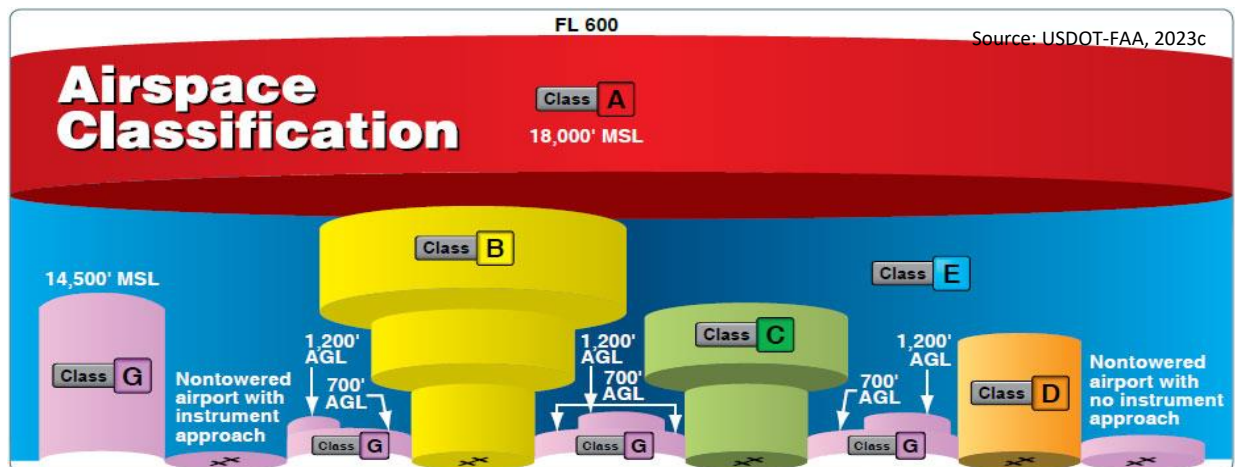 FL 600
Source: USDOT-FAA, 2023c
Airspace
Classification
Class A
18,000' MSL
Class B
Class E
14,500' MSL
Class C
1,200'
AGL
1,200'
AGL
1,200'
AGL
Class G
Nontowered
airport with
instrument
approach
700'
AGL
700'
AGL
700'
AGL
Class D
Nontowered
airport with
no instrument
approach
Class G
Class G
Class G